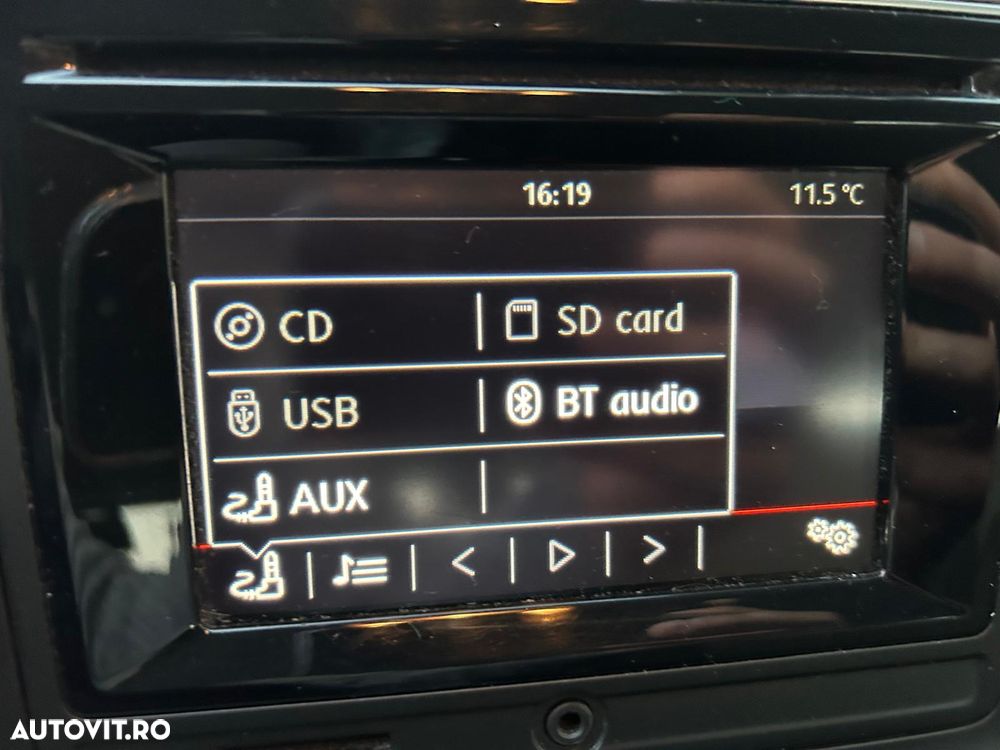 16:19 11.5 °C
CD SD card
USB BT audio
AUX
AUTOVIT.RO